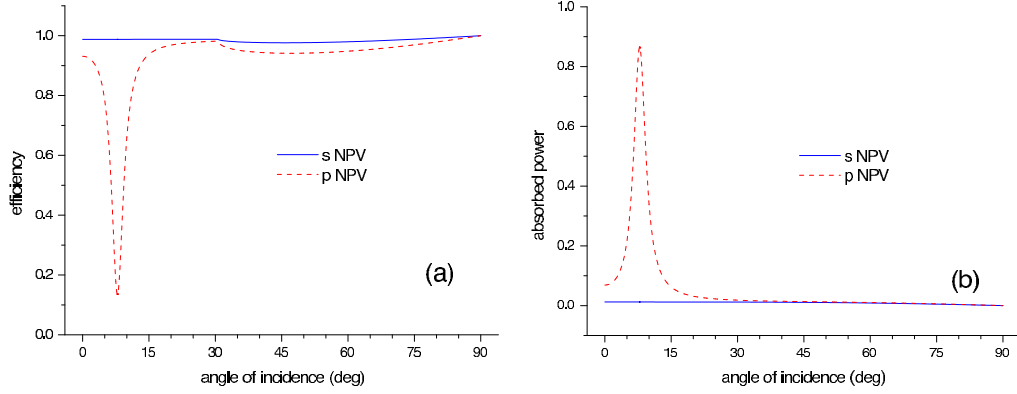 1.0
0.8
0.6
0.4
0.2
0.0
efficiency
s NPV
p NPV
(a)
0 15 30 45 60 75 90
angle of incidence (deg)
1.0
0.8
0.6
0.4
0.2
0.0
absorbed power
s NPV
p NPV
(b)
0 15 30 45 60 75 90
angle of incidence (deg)